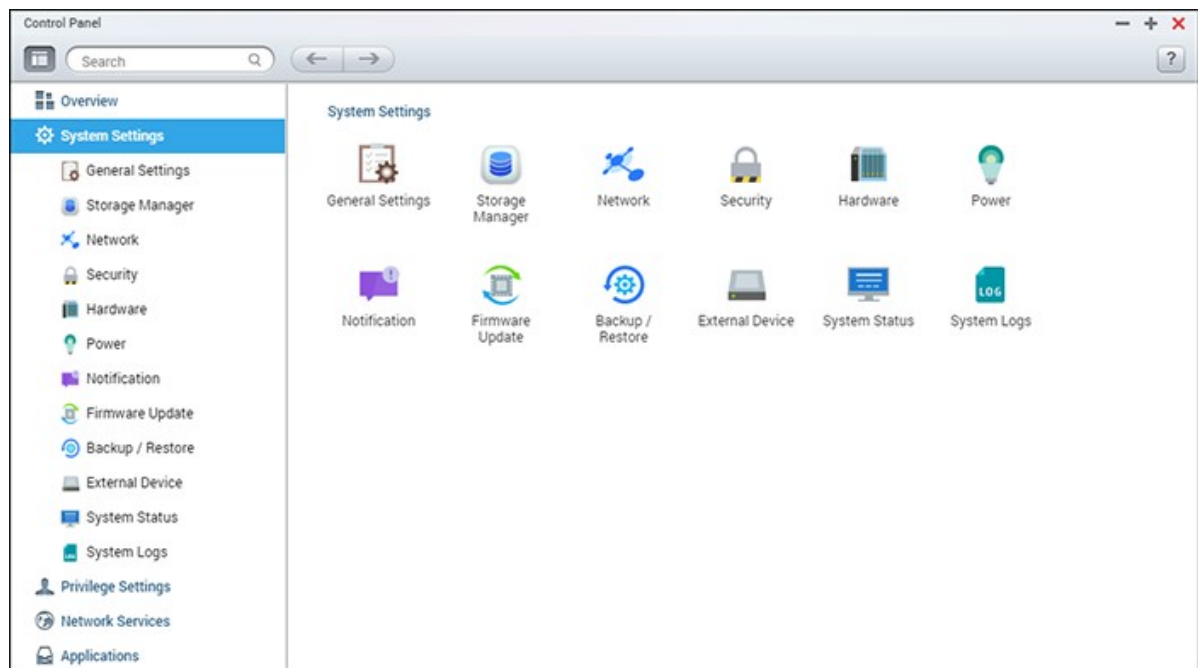 Control Panel
Search
?
Overview
System Settings
General Settings
Storage Manager
Network
Security
Hardware
Power
Notification
Firmware Update
Backup / Restore
External Device
System Status
System Logs
Privilege Settings
Network Services
Applications
System Settings
General Settings
Storage
Manager
Network
Security
Hardware
Power
Notification
Firmware
Update
Backup /
Restore
External Device
System Status
LOG
System Logs